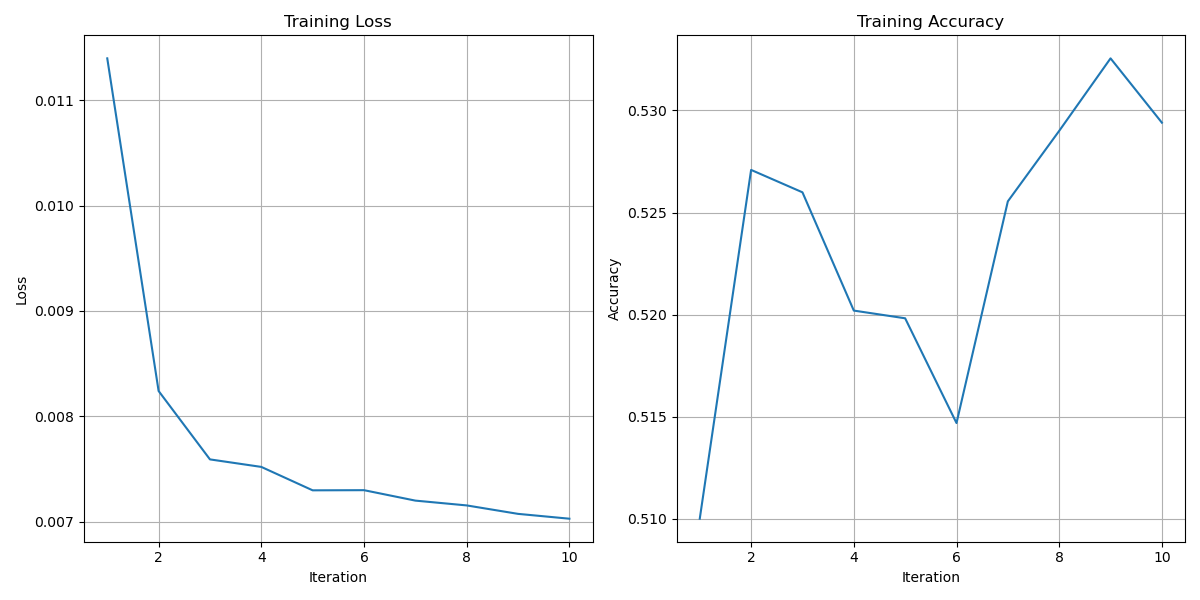 Training Loss
0.011
0.010
0.009
0.008
0.007
Loss
2 4 6 8 10
Iteration
Training Accuracy
0.530
0.525
0.520
0.515
0.510
Accuracy
2 4 6 8 10
Iteration